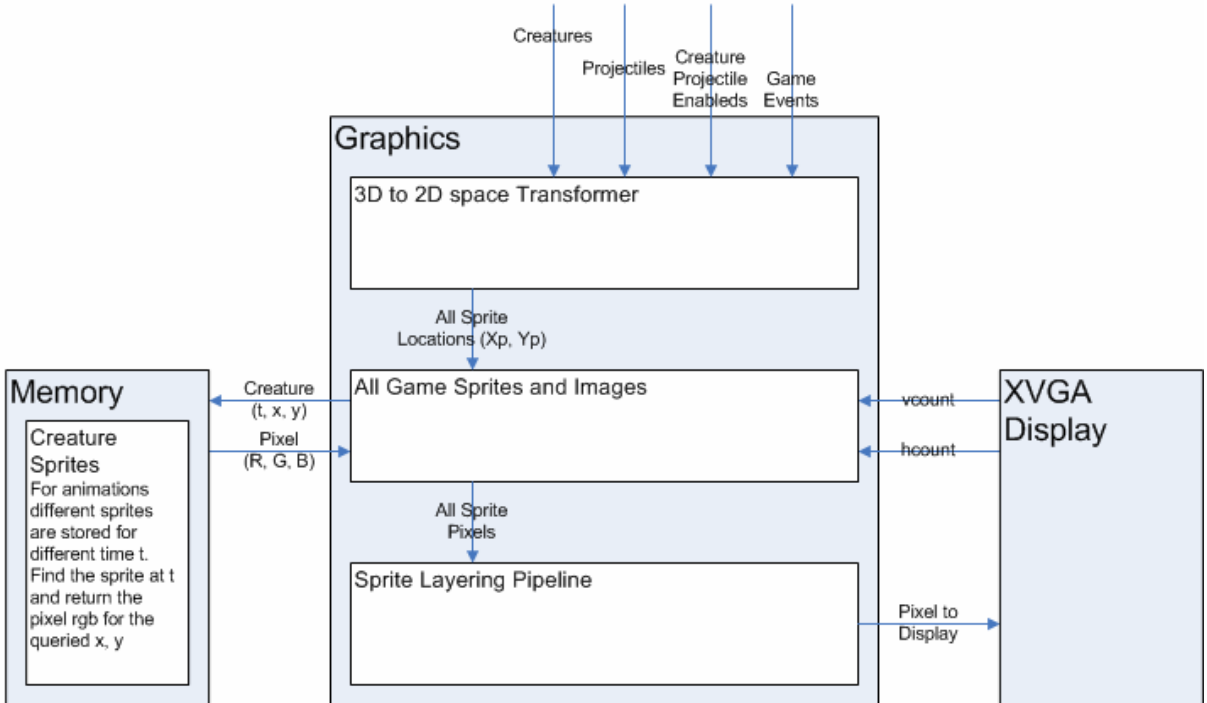 Creatures
Projectiles
Creature
Projectile
Enableds
Game
Events
Graphics
3D to 2D space Transformer
All Sprite
Locations (Xp, Yp)
Memory
Creature
Sprites
For animations
different sprites
are stored for
different time t.
Find the sprite at t
and return the
pixel rgb for the
queried x, y
Creature
(t, x, y)
Pixel
(R, G, B)
All Game Sprites and Images
vcount
hcount
XVGA
Display
All Sprite
Pixels
Sprite Layering Pipeline
Pixel to
Display